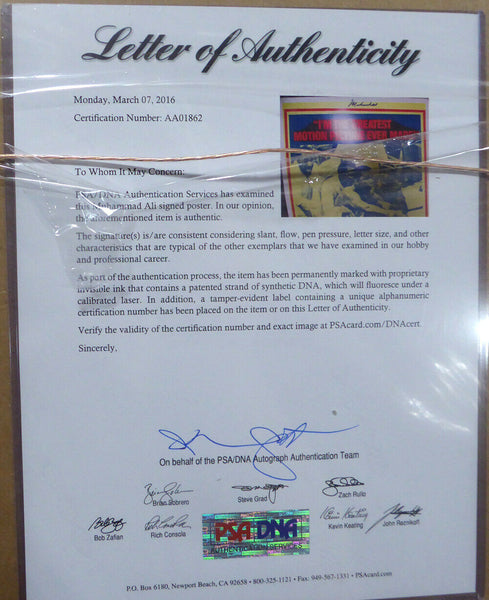 Letter of Authenticity
Monday, March 07, 2016
Certification Number: AA01862
"I'M THE GREATEST
MOTION EVER MADE
To Whom It May Concern:
PSA/DNA Authentication Services has examined
this Muhammad Ali signed poster. In our opinion,
the aforementioned item is authentic.
The signature(s) is/are consistent considering slant, flow, pen pressure, letter size, and other
characteristics that are typical of the other exemplars that we have examined in our hobby
and professional career.
As part of the authentication process, the item has been permanently marked with proprietary
invisible ink that contains a patented strand of synthetic DNA, which will fluoresce under a
calibrated laser. In addition, a tamper-evident label containing a unique alphanumeric
certification number has been placed on the item or on this Letter of Authenticity.
Verify the validity of the certification number and exact image at PSAcard.com/DNAcert.
Sincerely,
On behalf of the PSA/DNA Autograph Authentication Team
Brian Sobrero
Steve Grad
Zach Rullo
Bob Zafian
Rich Consola
Kevin Keating
John Reznikoff
PSA/DNA
AUTHENTICATION SERVICES
P.O. Box 6180, Newport Beach, CA 92658 • 800-325-1121 • Fax: 949-567-1331 • PSAcard.com